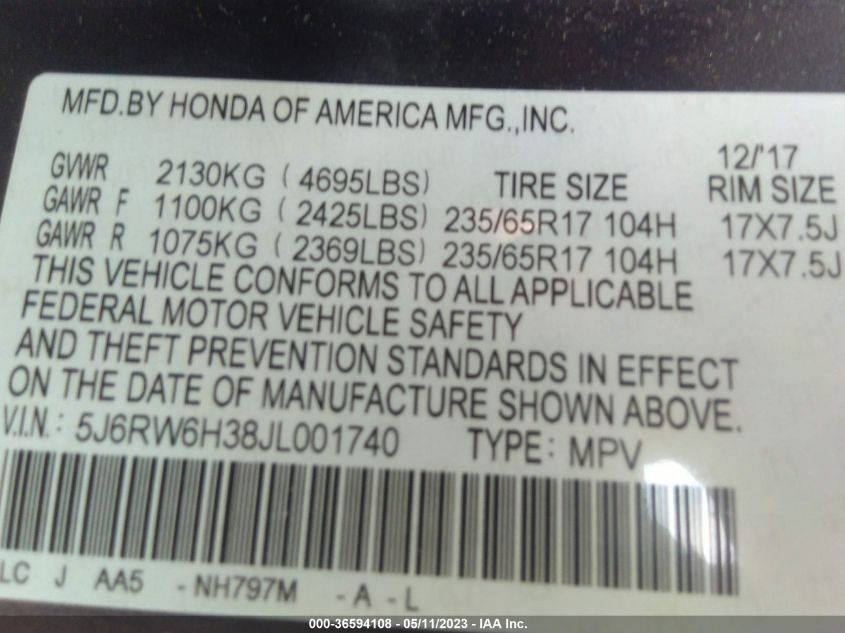 MFD.BY HONDA OF AMERICA MFG.,INC.
12/'17
GVWR 2130KG ( 4695LBS) TIRE SIZE RIM SIZE
GAWR F 1100KG ( 2425LBS) 235/65R17 104H 17X7.5J
GAWR R 1075KG ( 2369LBS) 235/65R17 104H 17X7.5J
THIS VEHICLE CONFORMS TO ALL APPLICABLE
FEDERAL MOTOR VEHICLE SAFETY
AND THEFT PREVENTION STANDARDS IN EFFECT
ON THE DATE OF MANUFACTURE SHOWN ABOVE.
V.I.N.: 5J6RW6H38JL001740 TYPE: MPV
LC J AA5 - NH797M - A - L
000-36594108 - 05/11/2023 - IAA Inc.